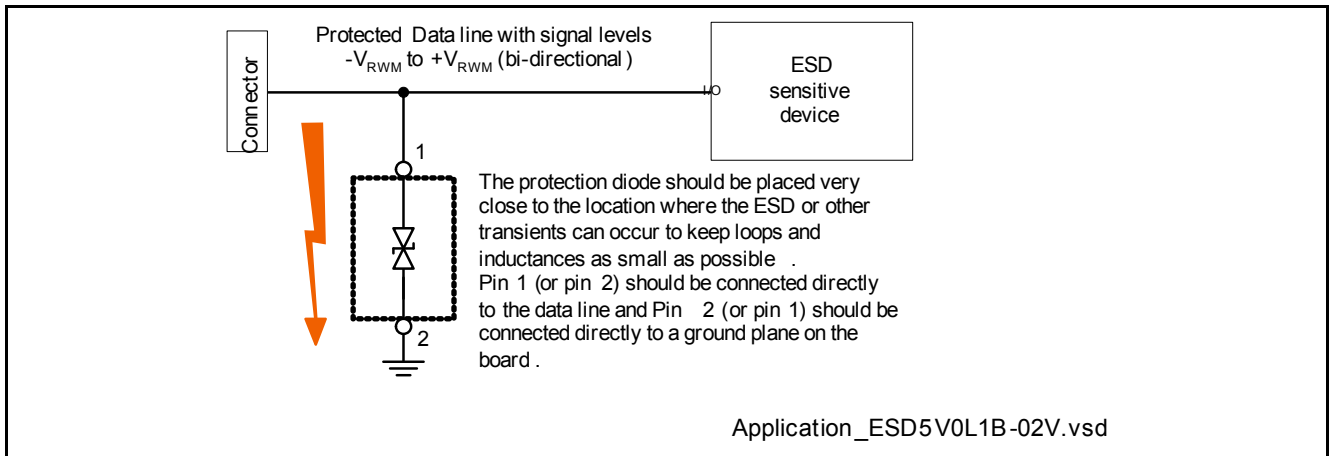 Connector
Protected Data line with signal levels
-VRWM to +VRWM (bi-directional)
I/O
ESD
sensitive
device
1
The protection diode should be placed very
close to the location where the ESD or other
transients can occur to keep loops and
inductances as small as possible .
Pin 1 (or pin 2) should be connected directly
to the data line and Pin 2 (or pin 1) should be
connected directly to a ground plane on the
board .
2
Application_ESD5V0L1B-02V.vsd